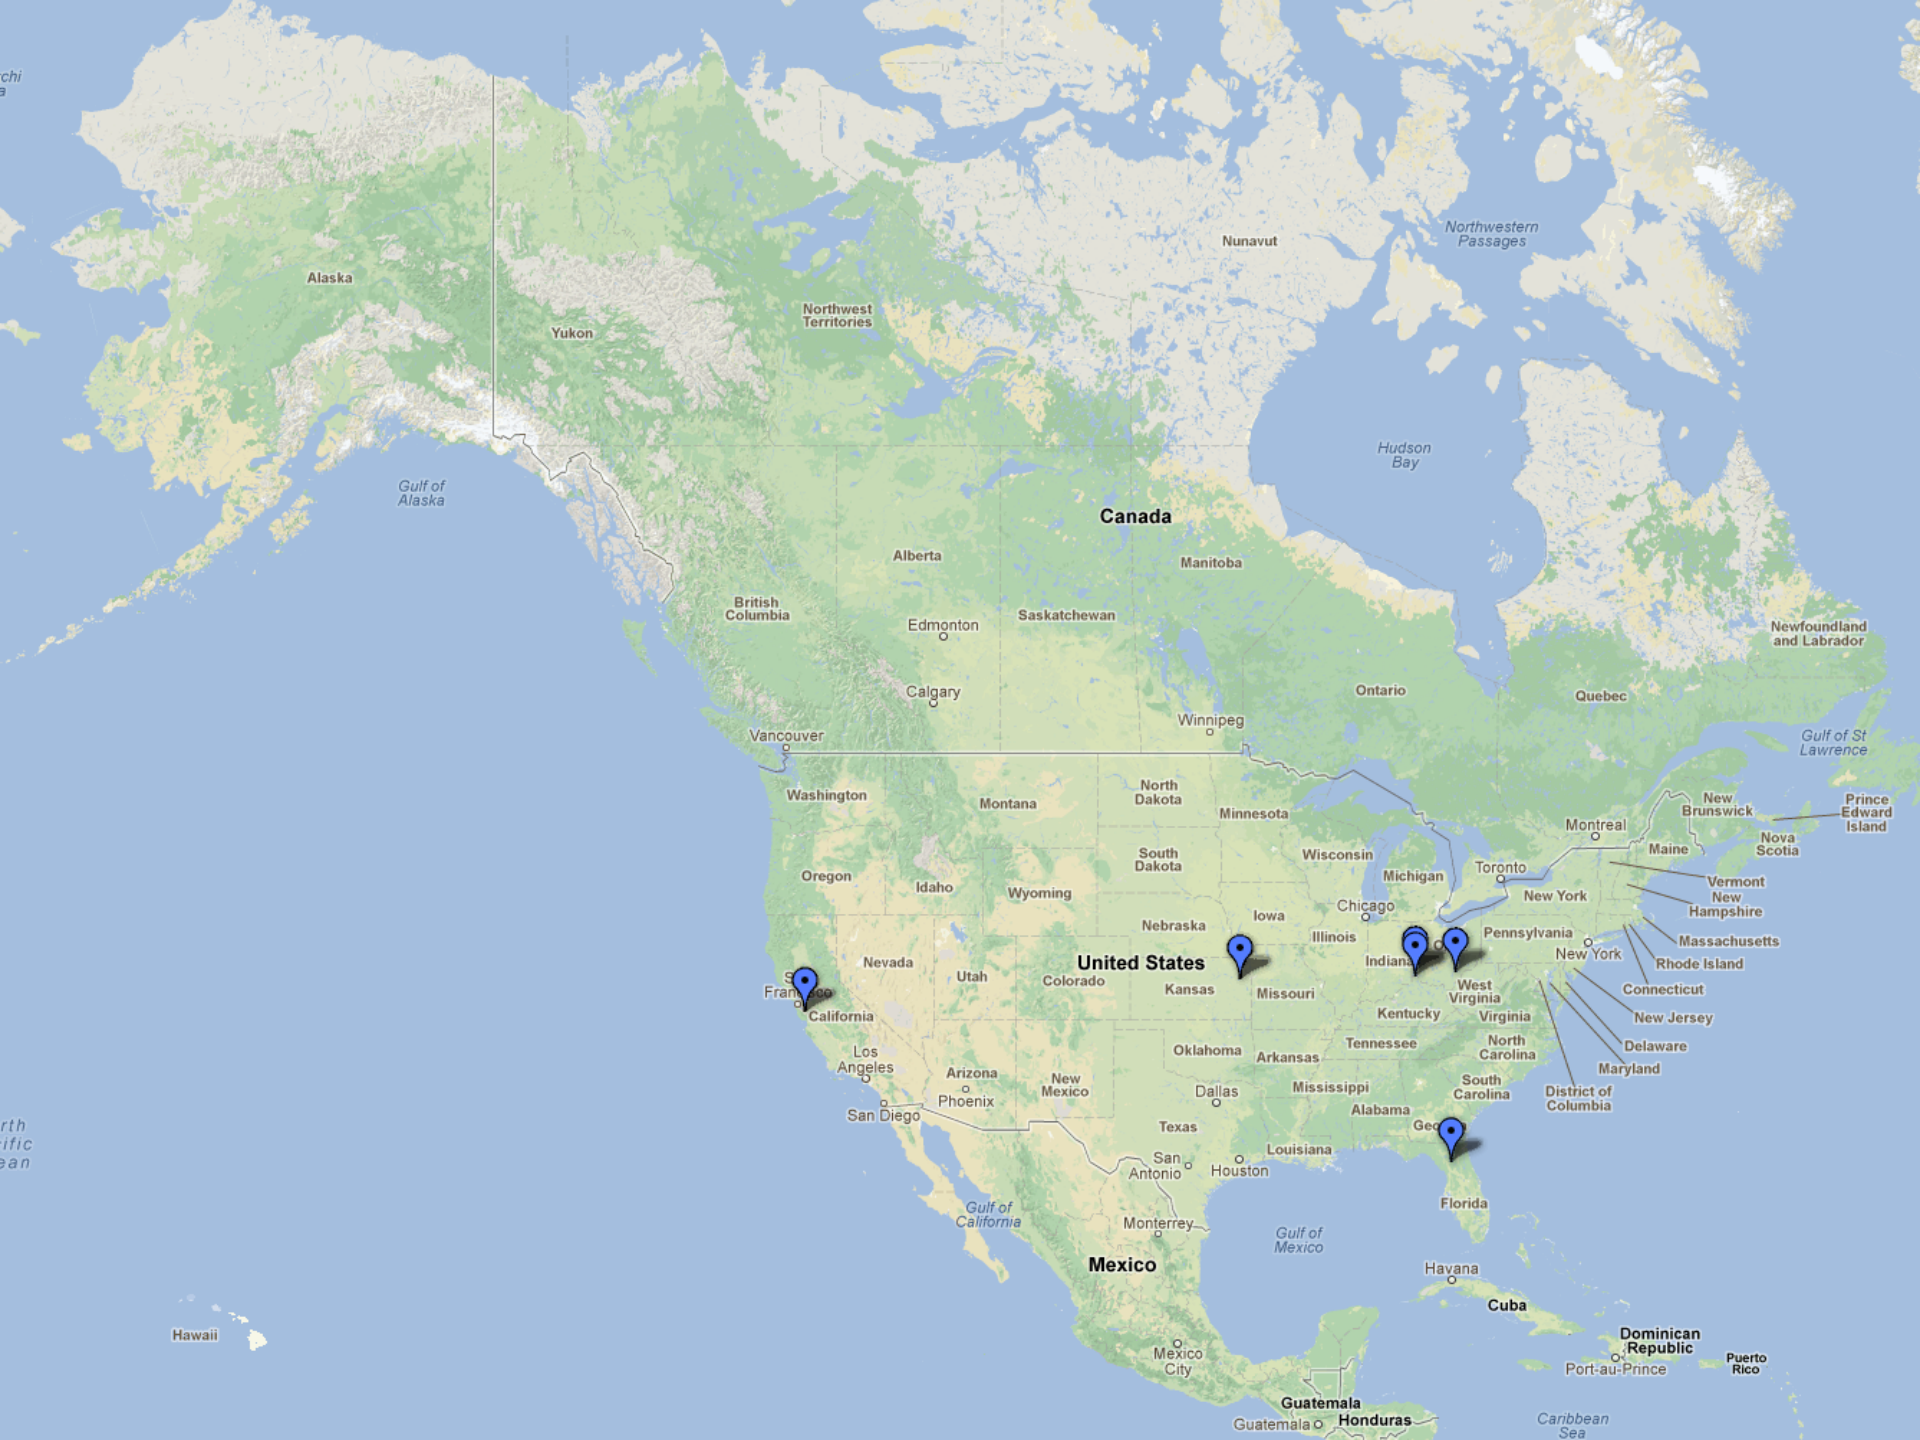 chi
a
Northwestern
Passages
Nunavut
Alaska
Northwest
Territories
Yukon
Hudson
Bay
Gulf of
Alaska
Canada
Alberta
Manitoba
British
Columbia
Saskatchewan
Edmonton
Newfoundland
and Labrador
Calgary
Ontario
Quebec
Winnipeg
Vancouver
Gulf of St
Lawrence
Washington
Montana
North
Dakota
Minnesota
New
Brunswick
Prince
Edward
Island
Montreal
Nova
Scotia
Maine
Wisconsin
South
Dakota
Toronto
Michigan
Oregon
Idaho
Wyoming
Vermont
New York
New
Hampshire
Chicago
Iowa
Nebraska
Illinois
Pennsylvania
Massachusetts
New York
Rhode Island
Nevada
United States
Indiana
Utah
Colorado
Kansas
Missouri
West
Virginia
Connecticut
S
Francisco
California
Kentucky
Virginia
New Jersey
Los
Angeles
Oklahoma
Arkansas
Tennessee
North
Carolina
Delaware
Maryland
Arizona
Phoenix
New
Mexico
Dallas
Mississippi
South
Carolina
District of
Columbia
San Diego
Alabama
Texas
Geo
rth
ific
ean
Louisiana
San
Antonio
Houston
Florida
Gulf of
California
Monterrey
Gulf of
Mexico
Mexico
Havana
Cuba
Hawaii
Dominican
Republic
Port-au-Prince
Puerto
Rico
Mexico
City
Guatemala
Guatemala
Honduras
Caribbean
Sea